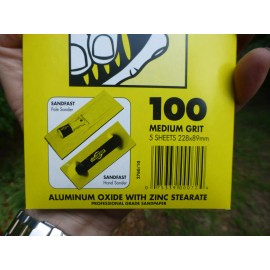 SANDFAST
Pole Sander
SANDFAST
Hand Sander
100
MEDIUM GRIT
5 SHEETS 228x89mm
ALUMINUM OXIDE WITH ZINC STEARATE
PROFESSIONAL GRADE SANDPAPER